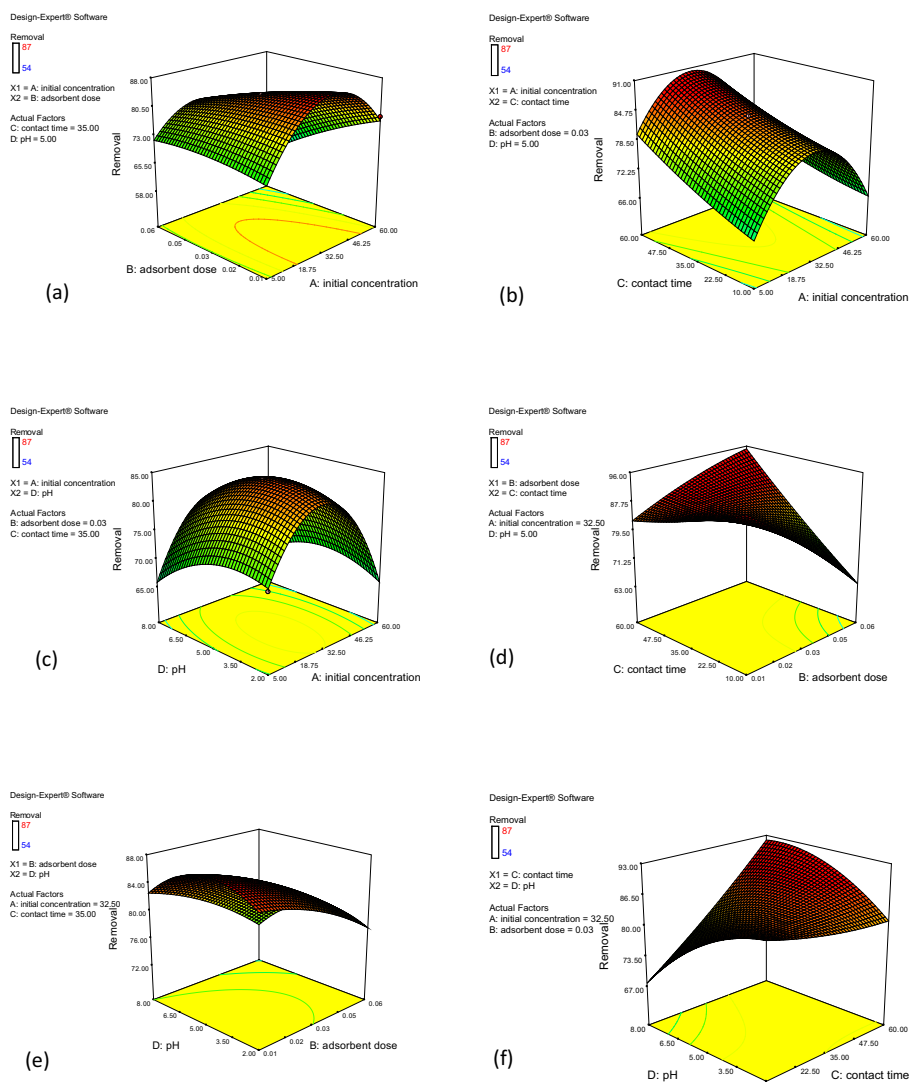 Design-Expert® Software
Removal
87
54
X1 = A: initial concentration
X2 = B: adsorbent dose
Actual Factors
C: contact time = 35.00
D: pH = 5.00
88.00
80.50
73.00
65.50
58.00
Removal
0.06
0.05
0.03
0.02
0.01
B: adsorbent dose
5.00
18.75
32.50
46.25
60.00
A: initial concentration
(a)
Design-Expert® Software
Removal
87
54
X1 = A: initial concentration
X2 = C: contact time
Actual Factors
B: adsorbent dose = 0.03
D: pH = 5.00
91.00
84.75
78.50
72.25
66.00
Removal
60.00
47.50
35.00
22.50
10.00
C: contact time
5.00
18.75
32.50
46.25
60.00
A: initial concentration
(b)
Design-Expert® Software
Removal
87
54
X1 = A: initial concentration
X2 = D: pH
Actual Factors
B: adsorbent dose = 0.03
C: contact time = 35.00
85.00
80.00
75.00
70.00
65.00
Removal
8.00
6.50
5.00
3.50
2.00
D: pH
5.00
18.75
32.50
46.25
60.00
A: initial concentration
(c)
Design-Expert® Software
Removal
87
54
X1 = B: adsorbent dose
X2 = C: contact time
Actual Factors
A: initial concentration = 32.50
D: pH = 5.00
96.00
87.75
79.50
71.25
63.00
Removal
60.00
47.50
35.00
22.50
10.00
C: contact time
0.01
0.02
0.03
0.05
0.06
B: adsorbent dose
(d)
Design-Expert® Software
Removal
87
54
X1 = B: adsorbent dose
X2 = D: pH
Actual Factors
A: initial concentration = 32.50
C: contact time = 35.00
88.00
84.00
80.00
76.00
72.00
Removal
8.00
6.50
5.00
3.50
2.00
D: pH
0.01
0.02
0.03
0.05
0.06
B: adsorbent dose
(e)
Design-Expert® Software
Removal
87
54
X1 = C: contact time
X2 = D: pH
Actual Factors
A: initial concentration = 32.50
B: adsorbent dose = 0.03
93.00
86.50
80.00
73.50
67.00
Removal
8.00
6.50
5.00
3.50
D: pH
22.50
35.00
47.50
60.00
C: contact time
(f)